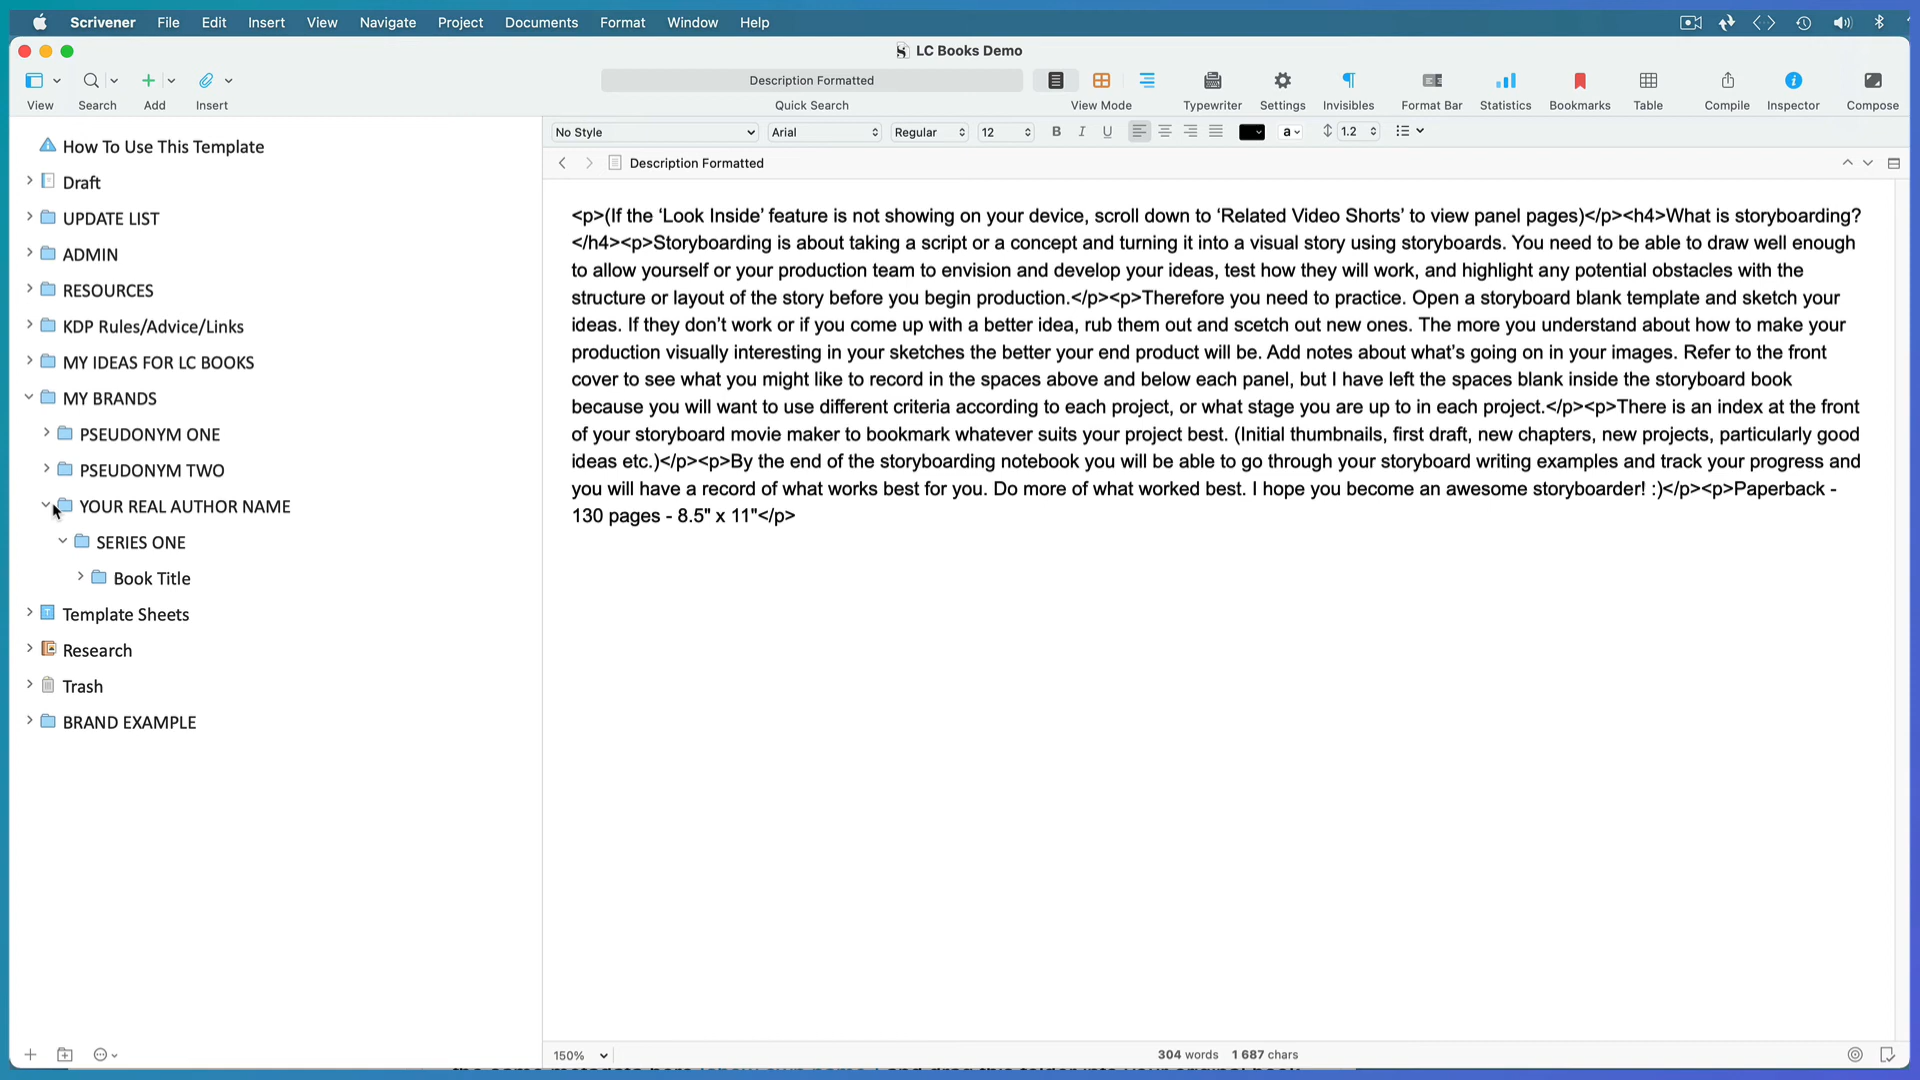 Scrivener File Edit Insert View Navigate Project Documents Format Window Help
LC Books Demo
Description Formatted
View Search Add Insert Quick Search View Mode Typewriter Settings Invisibles Format Bar Statistics Bookmarks Table Compile Inspector Compose
No Style Arial Regular 12 B I U a 1.2
Description Formatted
How To Use This Template
Draft
UPDATE LIST
ADMIN
RESOURCES
KDP Rules/Advice/Links
MY IDEAS FOR LC BOOKS
MY BRANDS
PSEUDONYM ONE
PSEUDONYM TWO
YOUR REAL AUTHOR NAME
SERIES ONE
Book Title
Template Sheets
Research
Trash
BRAND EXAMPLE
<p>(If the ‘Look Inside’ feature is not showing on your device, scroll down to ‘Related Video Shorts’ to view panel pages)</p><h4>What is storyboarding?
</h4><p>Storyboarding is about taking a script or a concept and turning it into a visual story using storyboards. You need to be able to draw well enough
to allow yourself or your production team to envision and develop your ideas, test how they will work, and highlight any potential obstacles with the
structure or layout of the story before you begin production.</p><p>Therefore you need to practice. Open a storyboard blank template and sketch your
ideas. If they don’t work or if you come up with a better idea, rub them out and scetch out new ones. The more you understand about how to make your
production visually interesting in your sketches the better your end product will be. Add notes about what’s going on in your images. Refer to the front
cover to see what you might like to record in the spaces above and below each panel, but I have left the spaces blank inside the storyboard book
because you will want to use different criteria according to each project, or what stage you are up to in each project.</p><p>There is an index at the front
of your storyboard movie maker to bookmark whatever suits your project best. (Initial thumbnails, first draft, new chapters, new projects, particularly good
ideas etc.)</p><p>By the end of the storyboarding notebook you will be able to go through your storyboard writing examples and track your progress and
you will have a record of what works best for you. Do more of what worked best. I hope you become an awesome storyboarder! :)</p><p>Paperback -
130 pages - 8.5" x 11"</p>
150% 304 words 1 687 chars